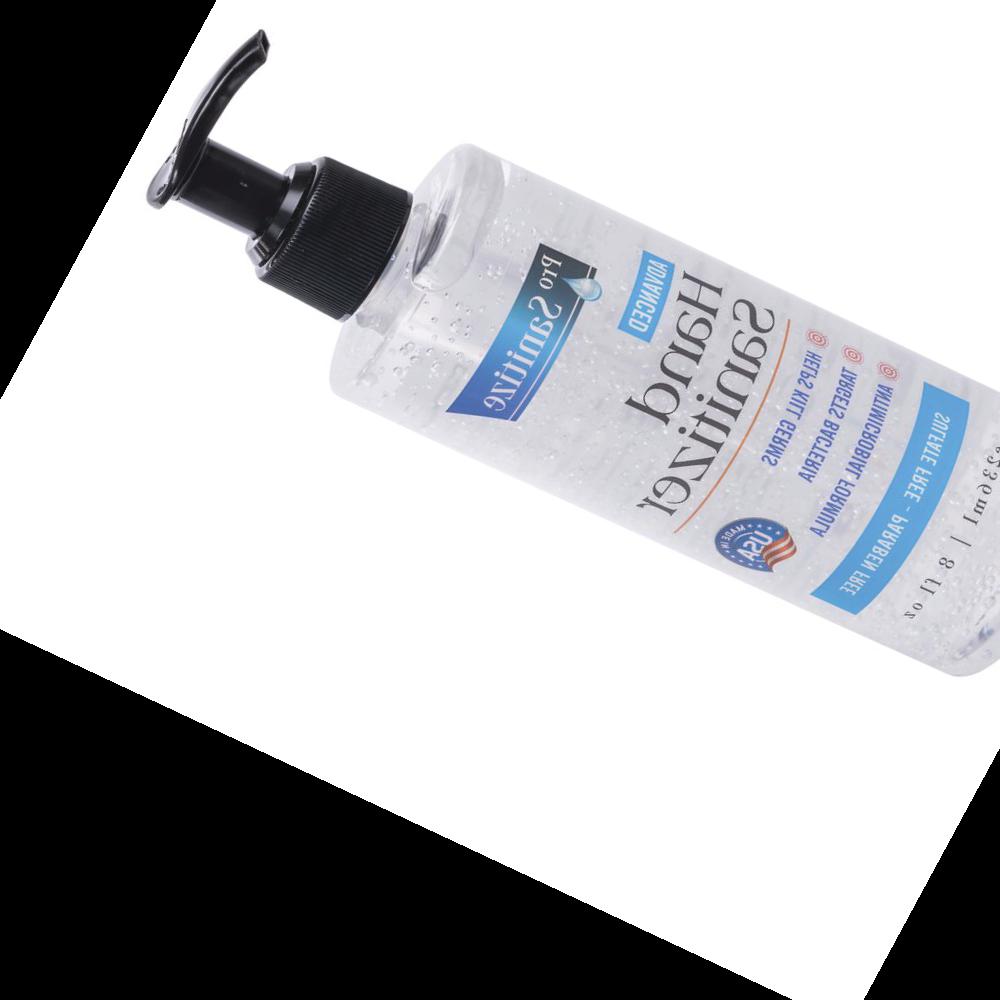 Pro Sanitize
ADVANCED
Hand
Sanitizer
HELPS KILL GERMS
TARGETS BACTERIA
ANTIMICROBIAL FORMULA
MADE IN
USA
SULFATE FREE - PARABEN FREE
236ml | 8 fl oz